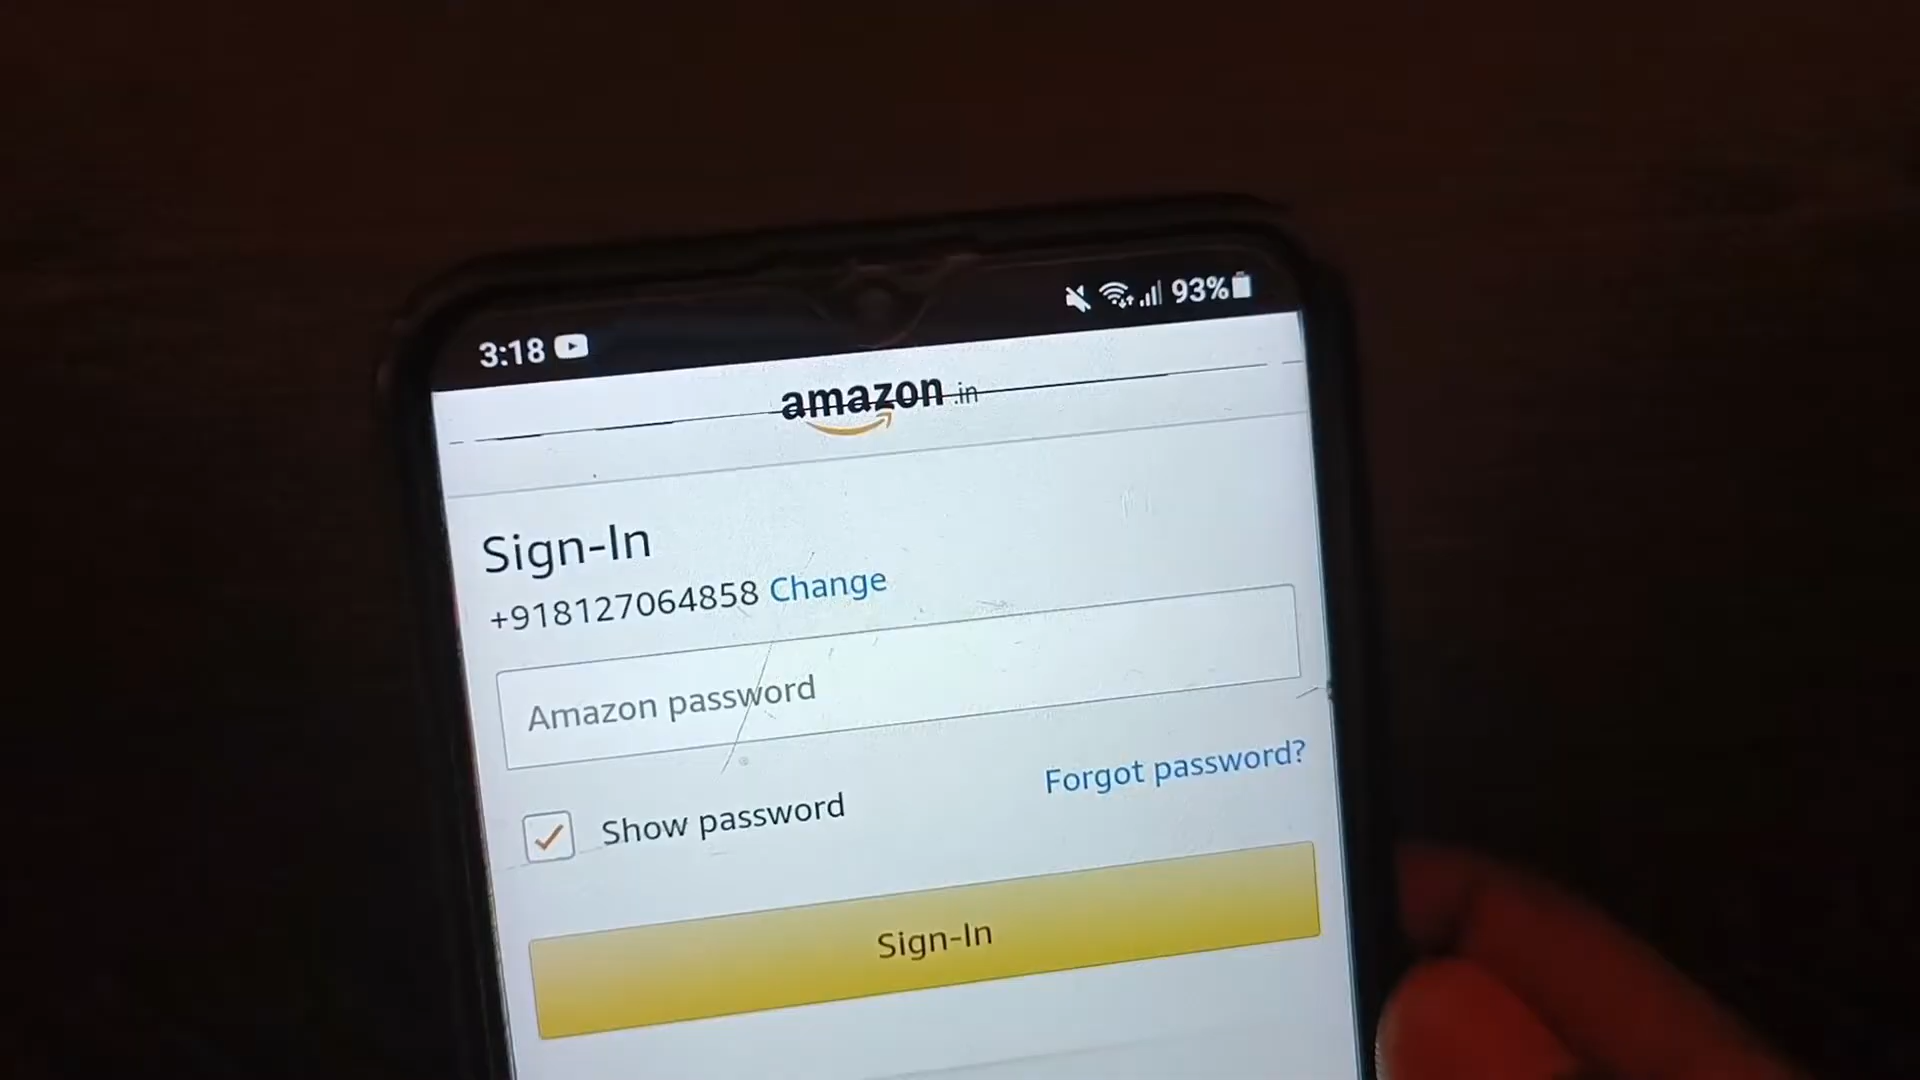 3:18 93%
amazon.in
Sign-In
+918127064858 Change
Amazon password
Forgot password?
Show password
Sign-In